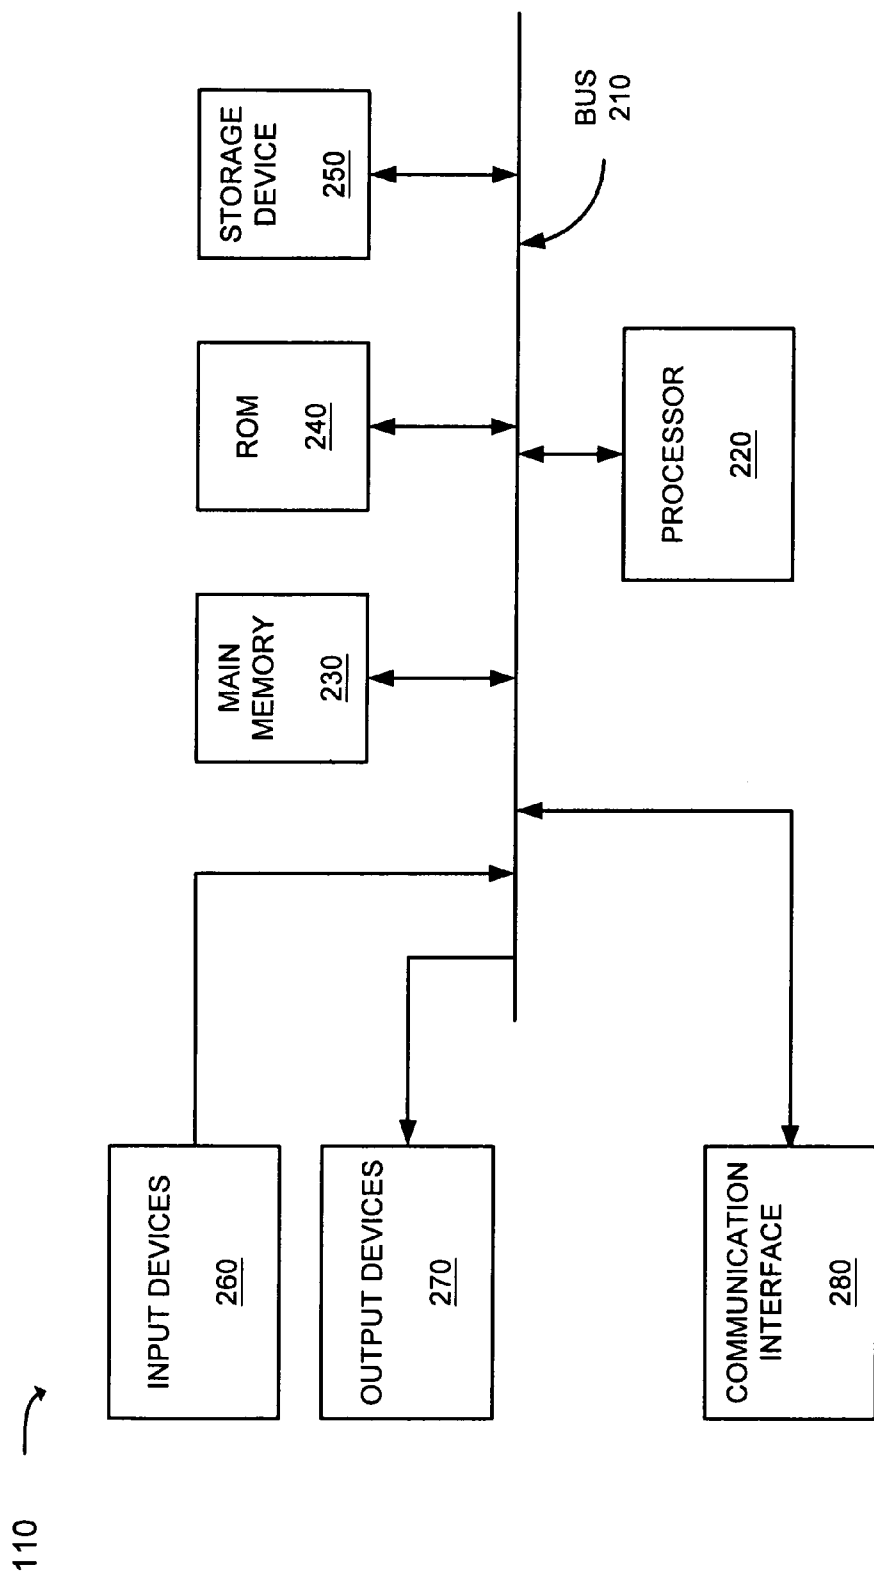 110
INPUT DEVICES
260
OUTPUT DEVICES
270
COMMUNICATION
INTERFACE
280
MAIN
MEMORY
230
ROM
240
STORAGE
DEVICE
250
PROCESSOR
220
BUS
210